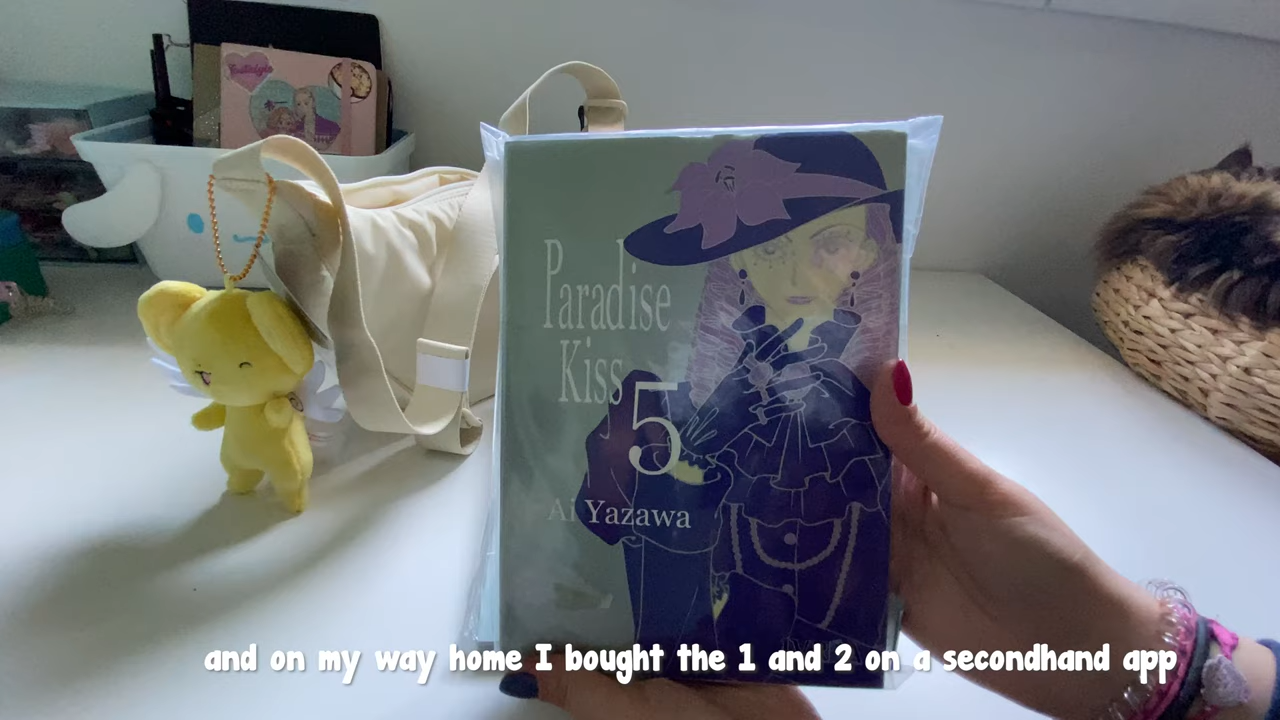 Paradise
Kiss
5
Ai Yazawa
and on my way home I bought the 1 and 2 on a secondhand app